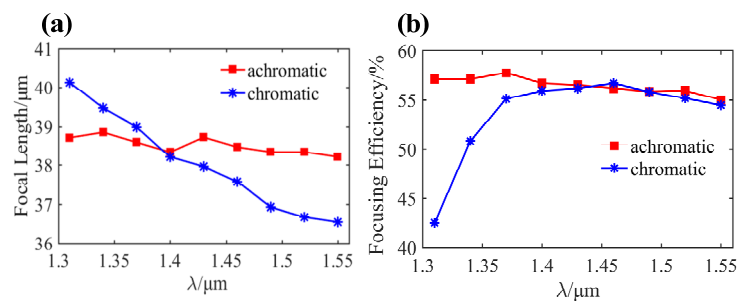 (a)
Focal Length/μm
41
40
39
38
37
36
achromatic
chromatic
1.3 1.35 1.4 1.45 1.5 1.55
λ/μm
(b)
Focusing Efficiency/%
60
55
50
45
40
achromatic
chromatic
1.3 1.35 1.4 1.45 1.5 1.55
λ/μm